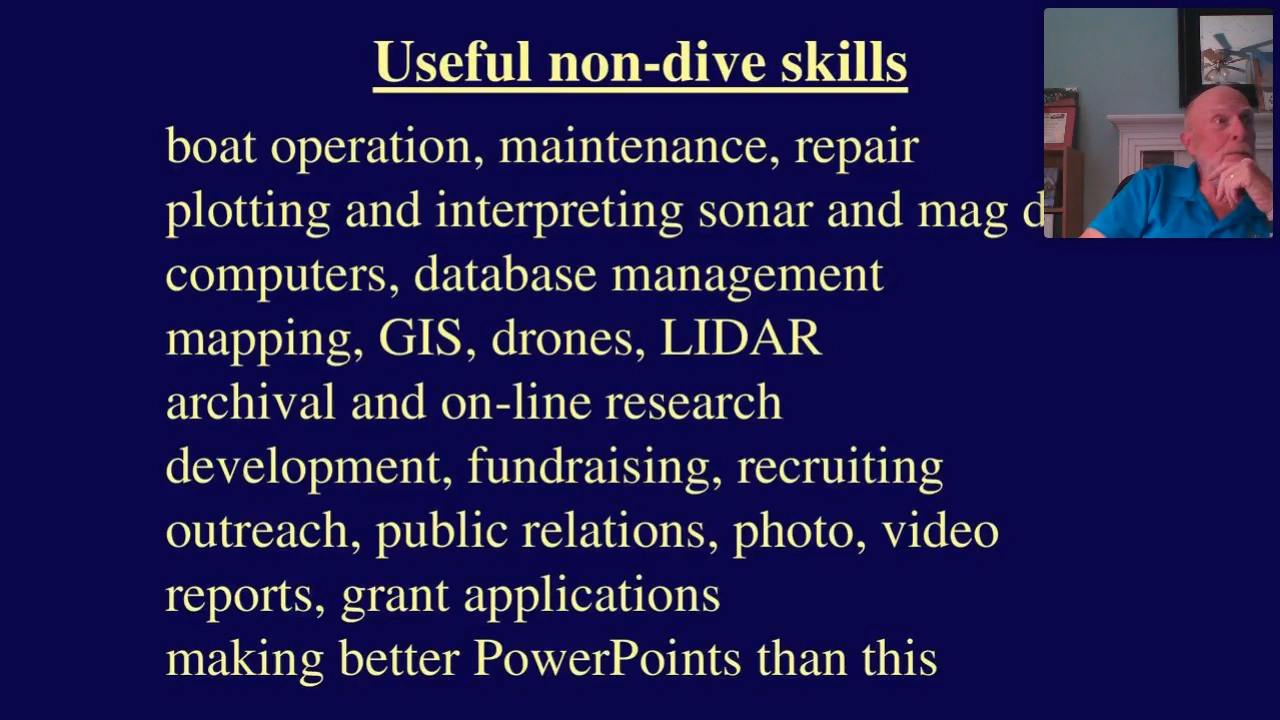 Useful non-dive skills
boat operation, maintenance, repair
plotting and interpreting sonar and mag
computers, database management
mapping, GIS, drones, LIDAR
archival and on-line research
development, fundraising, recruiting
outreach, public relations, photo, video
reports, grant applications
making better PowerPoints than this